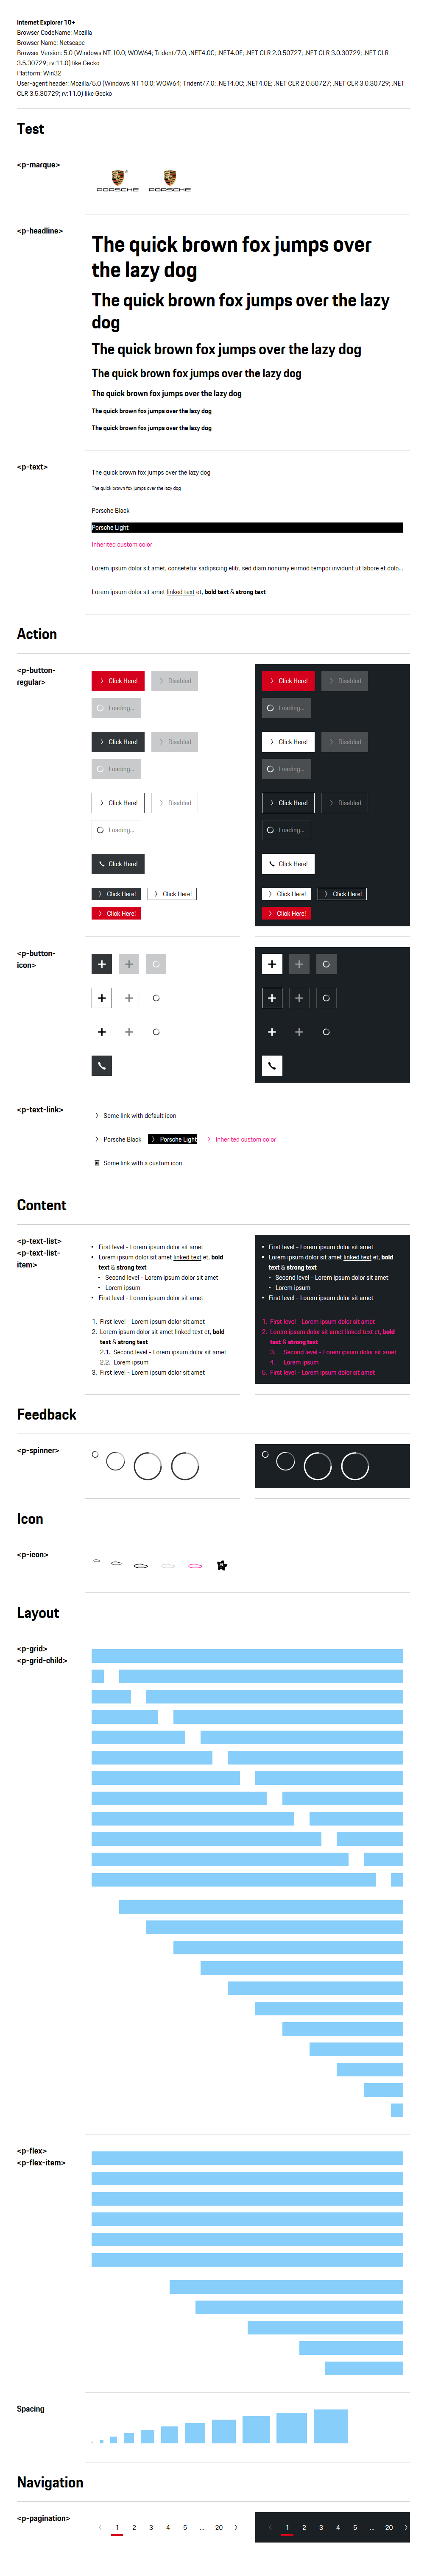 Internet Explorer 10+
Browser CodeName: Mozilla
Browser Name: Netscape
Browser Version: 5.0 (Windows NT 10.0; WOW64; Trident/7.0; .NET4.0C; .NET4.0E; .NET CLR 2.0.50727; .NET CLR 3.0.30729; .NET CLR
3.5.30729; rv:11.0) like Gecko
Platform: Win32
User-agent header: Mozilla/5.0 (Windows NT 10.0; WOW64; Trident/7.0; .NET4.0C; .NET4.0E; .NET CLR 2.0.50727; .NET CLR 3.0.30729; .NET
CLR 3.5.30729; rv:11.0) like Gecko
Test
<p-marque>
PORSCHE PORSCHE
<p-headline>
The quick brown fox jumps over
the lazy dog
The quick brown fox jumps over the lazy
dog
The quick brown fox jumps over the lazy dog
The quick brown fox jumps over the lazy dog
The quick brown fox jumps over the lazy dog
The quick brown fox jumps over the lazy dog
The quick brown fox jumps over the lazy dog
<p-text>
The quick brown fox jumps over the lazy dog
The quick brown fox jumps over the lazy dog
Porsche Black
Porsche Light
Inherited custom color
Lorem ipsum dolor sit amet, consetetur sadipscing elitr, sed diam nonumy eirmod tempor invidunt ut labore et dolo...
Lorem ipsum dolor sit amet linked text et, bold text & strong text
Action
<p-button-
regular>
Click Here! Disabled
Loading...
Click Here! Disabled
Loading...
Click Here! Disabled
Loading...
Click Here!
Click Here! Click Here!
Click Here!
Click Here! Disabled
Loading...
Click Here! Disabled
Loading...
Click Here! Disabled
Loading...
Click Here!
Click Here! Click Here!
Click Here!
<p-button-
icon>
<p-text-link>
Some link with default icon
Porsche Black Porsche Light Inherited custom color
Some link with a custom icon
Content
<p-text-list>
<p-text-list-
item>
• First level - Lorem ipsum dolor sit amet
• Lorem ipsum dolor sit amet linked text et, bold
text & strong text
- Second level - Lorem ipsum dolor sit amet
- Lorem ipsum
• First level - Lorem ipsum dolor sit amet
1. First level - Lorem ipsum dolor sit amet
2. Lorem ipsum dolor sit amet linked text et, bold
text & strong text
2.1. Second level - Lorem ipsum dolor sit amet
2.2. Lorem ipsum
3. First level - Lorem ipsum dolor sit amet
• First level - Lorem ipsum dolor sit amet
• Lorem ipsum dolor sit amet linked text et, bold
text & strong text
- Second level - Lorem ipsum dolor sit amet
- Lorem ipsum
• First level - Lorem ipsum dolor sit amet
1. First level - Lorem ipsum dolor sit amet
2. Lorem ipsum dolor sit amet linked text et, bold
text & strong text
3. Second level - Lorem ipsum dolor sit amet
4. Lorem ipsum
5. First level - Lorem ipsum dolor sit amet
Feedback
<p-spinner>
Icon
<p-icon>
Layout
<p-grid>
<p-grid-child>
<p-flex>
<p-flex-item>
Spacing
Navigation
<p-pagination>
1 2 3 4 5 ... 20
1 2 3 4 5 ... 20